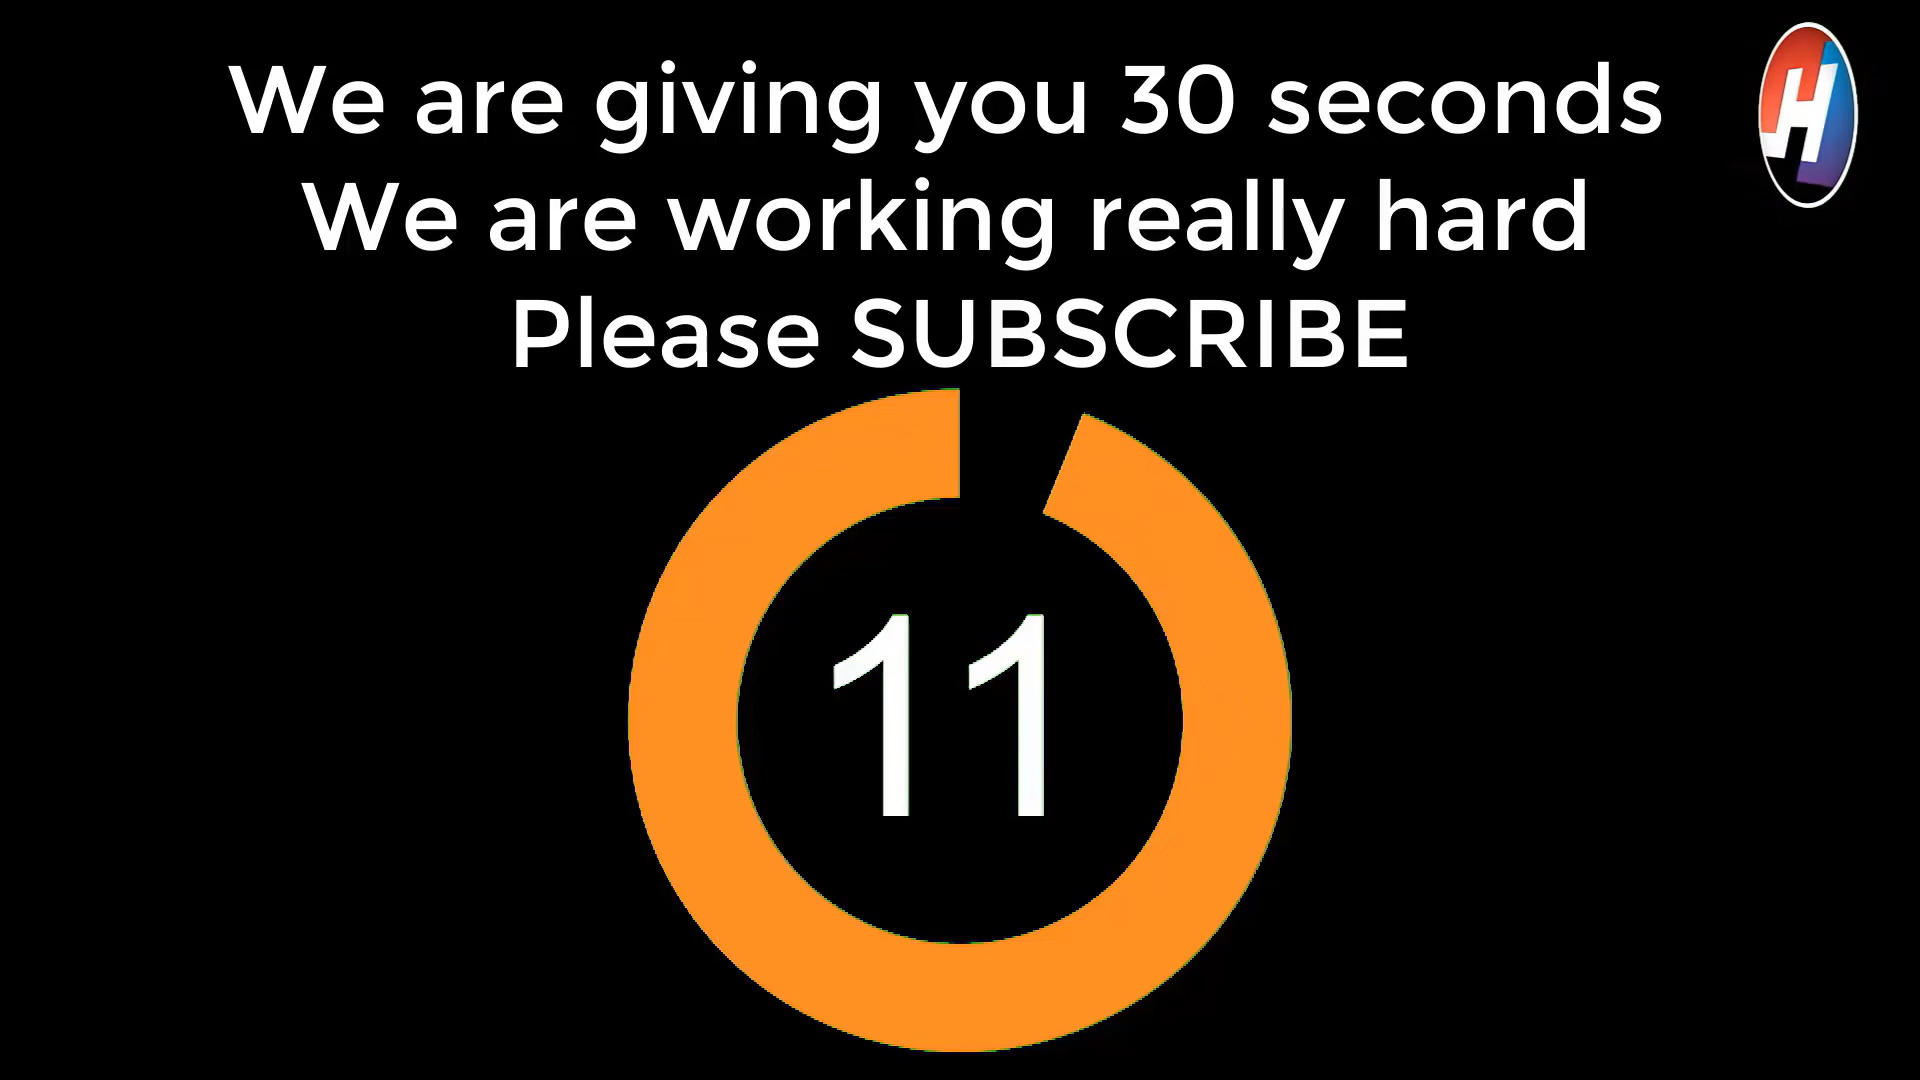 We are giving you 30 seconds
H
We are working really hard
Please SUBSCRIBE
11